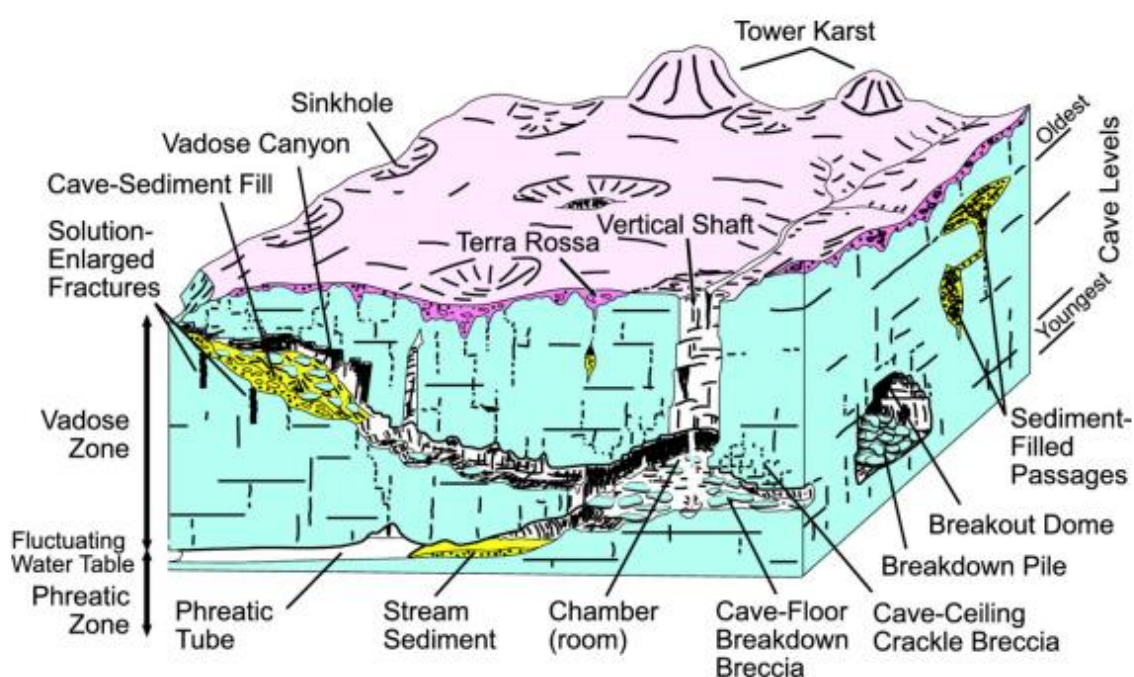 Tower Karst
Sinkhole
Vadose Canyon
Cave-Sediment Fill
Solution-
Enlarged
Fractures
Terra Rossa
Vertical Shaft
Oldest
Cave Levels
Youngest
Vadose
Zone
Sediment-
Filled
Passages
Breakout Dome
Breakdown Pile
Fluctuating
Water Table
Phreatic
Zone
Phreatic
Tube
Stream
Sediment
Chamber
(room)
Cave-Floor
Breakdown
Breccia
Cave-Ceiling
Crackle Breccia